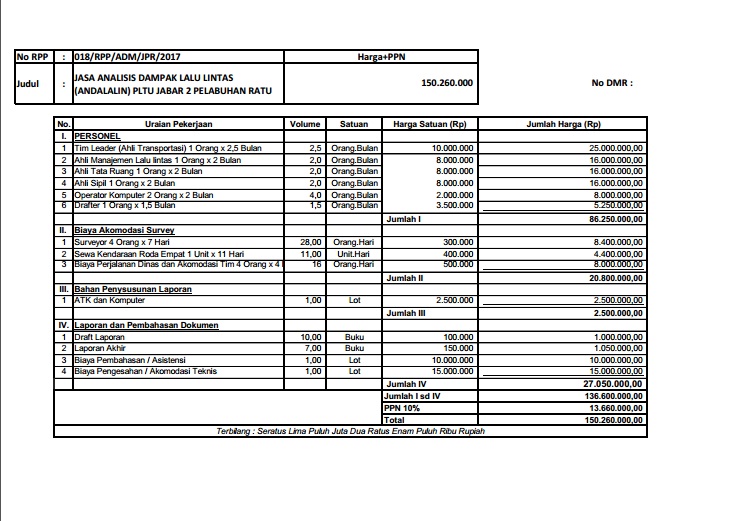 No RPP : 018/RPP/ADM/JPR/2017 Harga+PPN
Judul : JASA ANALISIS DAMPAK LALU LINTAS (ANDALALIN) PLTU JABAR 2 PELABUHAN RATU 150.260.000 No DMR :
No. Uraian Pekerjaan Volume Satuan Harga Satuan (Rp) Jumlah Harga (Rp)
I. PERSONEL
1 Tim Leader (Ahli Transportasi) 1 Orang x 2,5 Bulan 2,5 Orang.Bulan 10.000.000 25.000.000,00
2 Ahli Manajemen Lalu lintas 1 Orang x 2 Bulan 2,0 Orang.Bulan 8.000.000 16.000.000,00
3 Ahli Tata Ruang 1 Orang x 2 Bulan 2,0 Orang.Bulan 8.000.000 16.000.000,00
4 Ahli Sipil 1 Orang x 2 Bulan 2,0 Orang.Bulan 8.000.000 16.000.000,00
5 Operator Komputer 2 Orang x 2 Bulan 4,0 Orang.Bulan 2.000.000 8.000.000,00
6 Drafter 1 Orang x 1,5 Bulan 1,5 Orang.Bulan 3.500.000 5.250.000,00
Jumlah I 86.250.000,00
II. Biaya Akomodasi Survey
1 Surveyor 4 Orang x 7 Hari 28,00 Orang.Hari 300.000 8.400.000,00
2 Sewa Kendaraan Roda Empat 1 Unit x 11 Hari 11,00 Unit.Hari 400.000 4.400.000,00
3 Biaya Perjalanan Dinas dan Akomodasi Tim 4 Orang x 4 16 Orang.Hari 500.000 8.000.000,00
Jumlah II 20.800.000,00
III. Bahan Penysusunan Laporan
1 ATK dan Komputer 1,00 Lot 2.500.000 2.500.000,00
Jumlah III 2.500.000,00
IV. Laporan dan Pembahasan Dokumen
1 Draft Laporan 10,00 Buku 100.000 1.000.000,00
2 Laporan Akhir 7,00 Buku 150.000 1.050.000,00
3 Biaya Pembahasan / Asistensi 1,00 Lot 10.000.000 10.000.000,00
4 Biaya Pengesahan / Akomodasi Teknis 1,00 Lot 15.000.000 15.000.000,00
Jumlah IV 27.050.000,00
Jumlah I sd IV 136.600.000,00
PPN 10% 13.660.000,00
Total 150.260.000,00
Terbilang : Seratus Lima Puluh Juta Dua Ratus Enam Puluh Ribu Rupiah